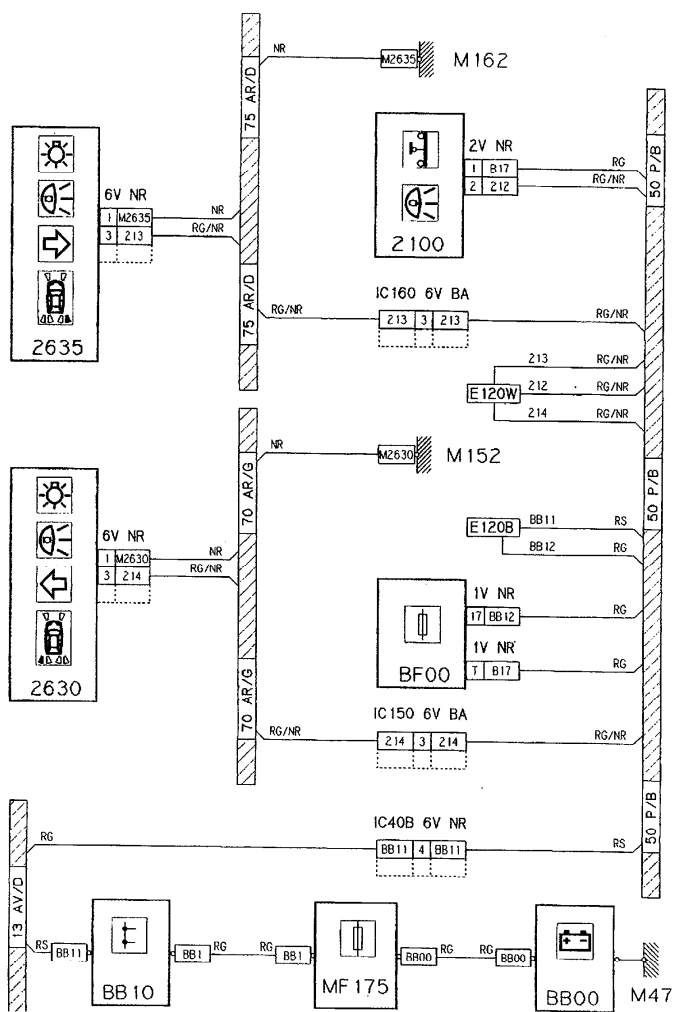 NR
M2635
M162
75 AR/D
6V NR
1 M2635
NR
3 213
RG/NR
2635
2V NR
1 B17
RG
2 212
RG/NR
2100
50 P/B
75 AR/D
IC160 6V BA
RG/NR
213 3 213
RG/NR
213
RG/NR
E120W
212
RG/NR
214
RG/NR
NR
M2630
M152
70 AR/G
50 P/B
6V NR
1 M2630
NR
3 214
RG/NR
2630
E120B
BB11
RS
BB12
RG
1V NR
17 BB12
RG
1V NR
T B17
RG
BF00
70 AR/G
IC150 6V BA
RG/NR
214 3 214
RG/NR
50 P/B
IC40B 6V NR
RG
BB11 4 BB11
RS
13 AV/D
RS
BB11
BB10
BB1
RG
RG
BB1
MF175
BB00
RG
RG
BB00
BB00
M47